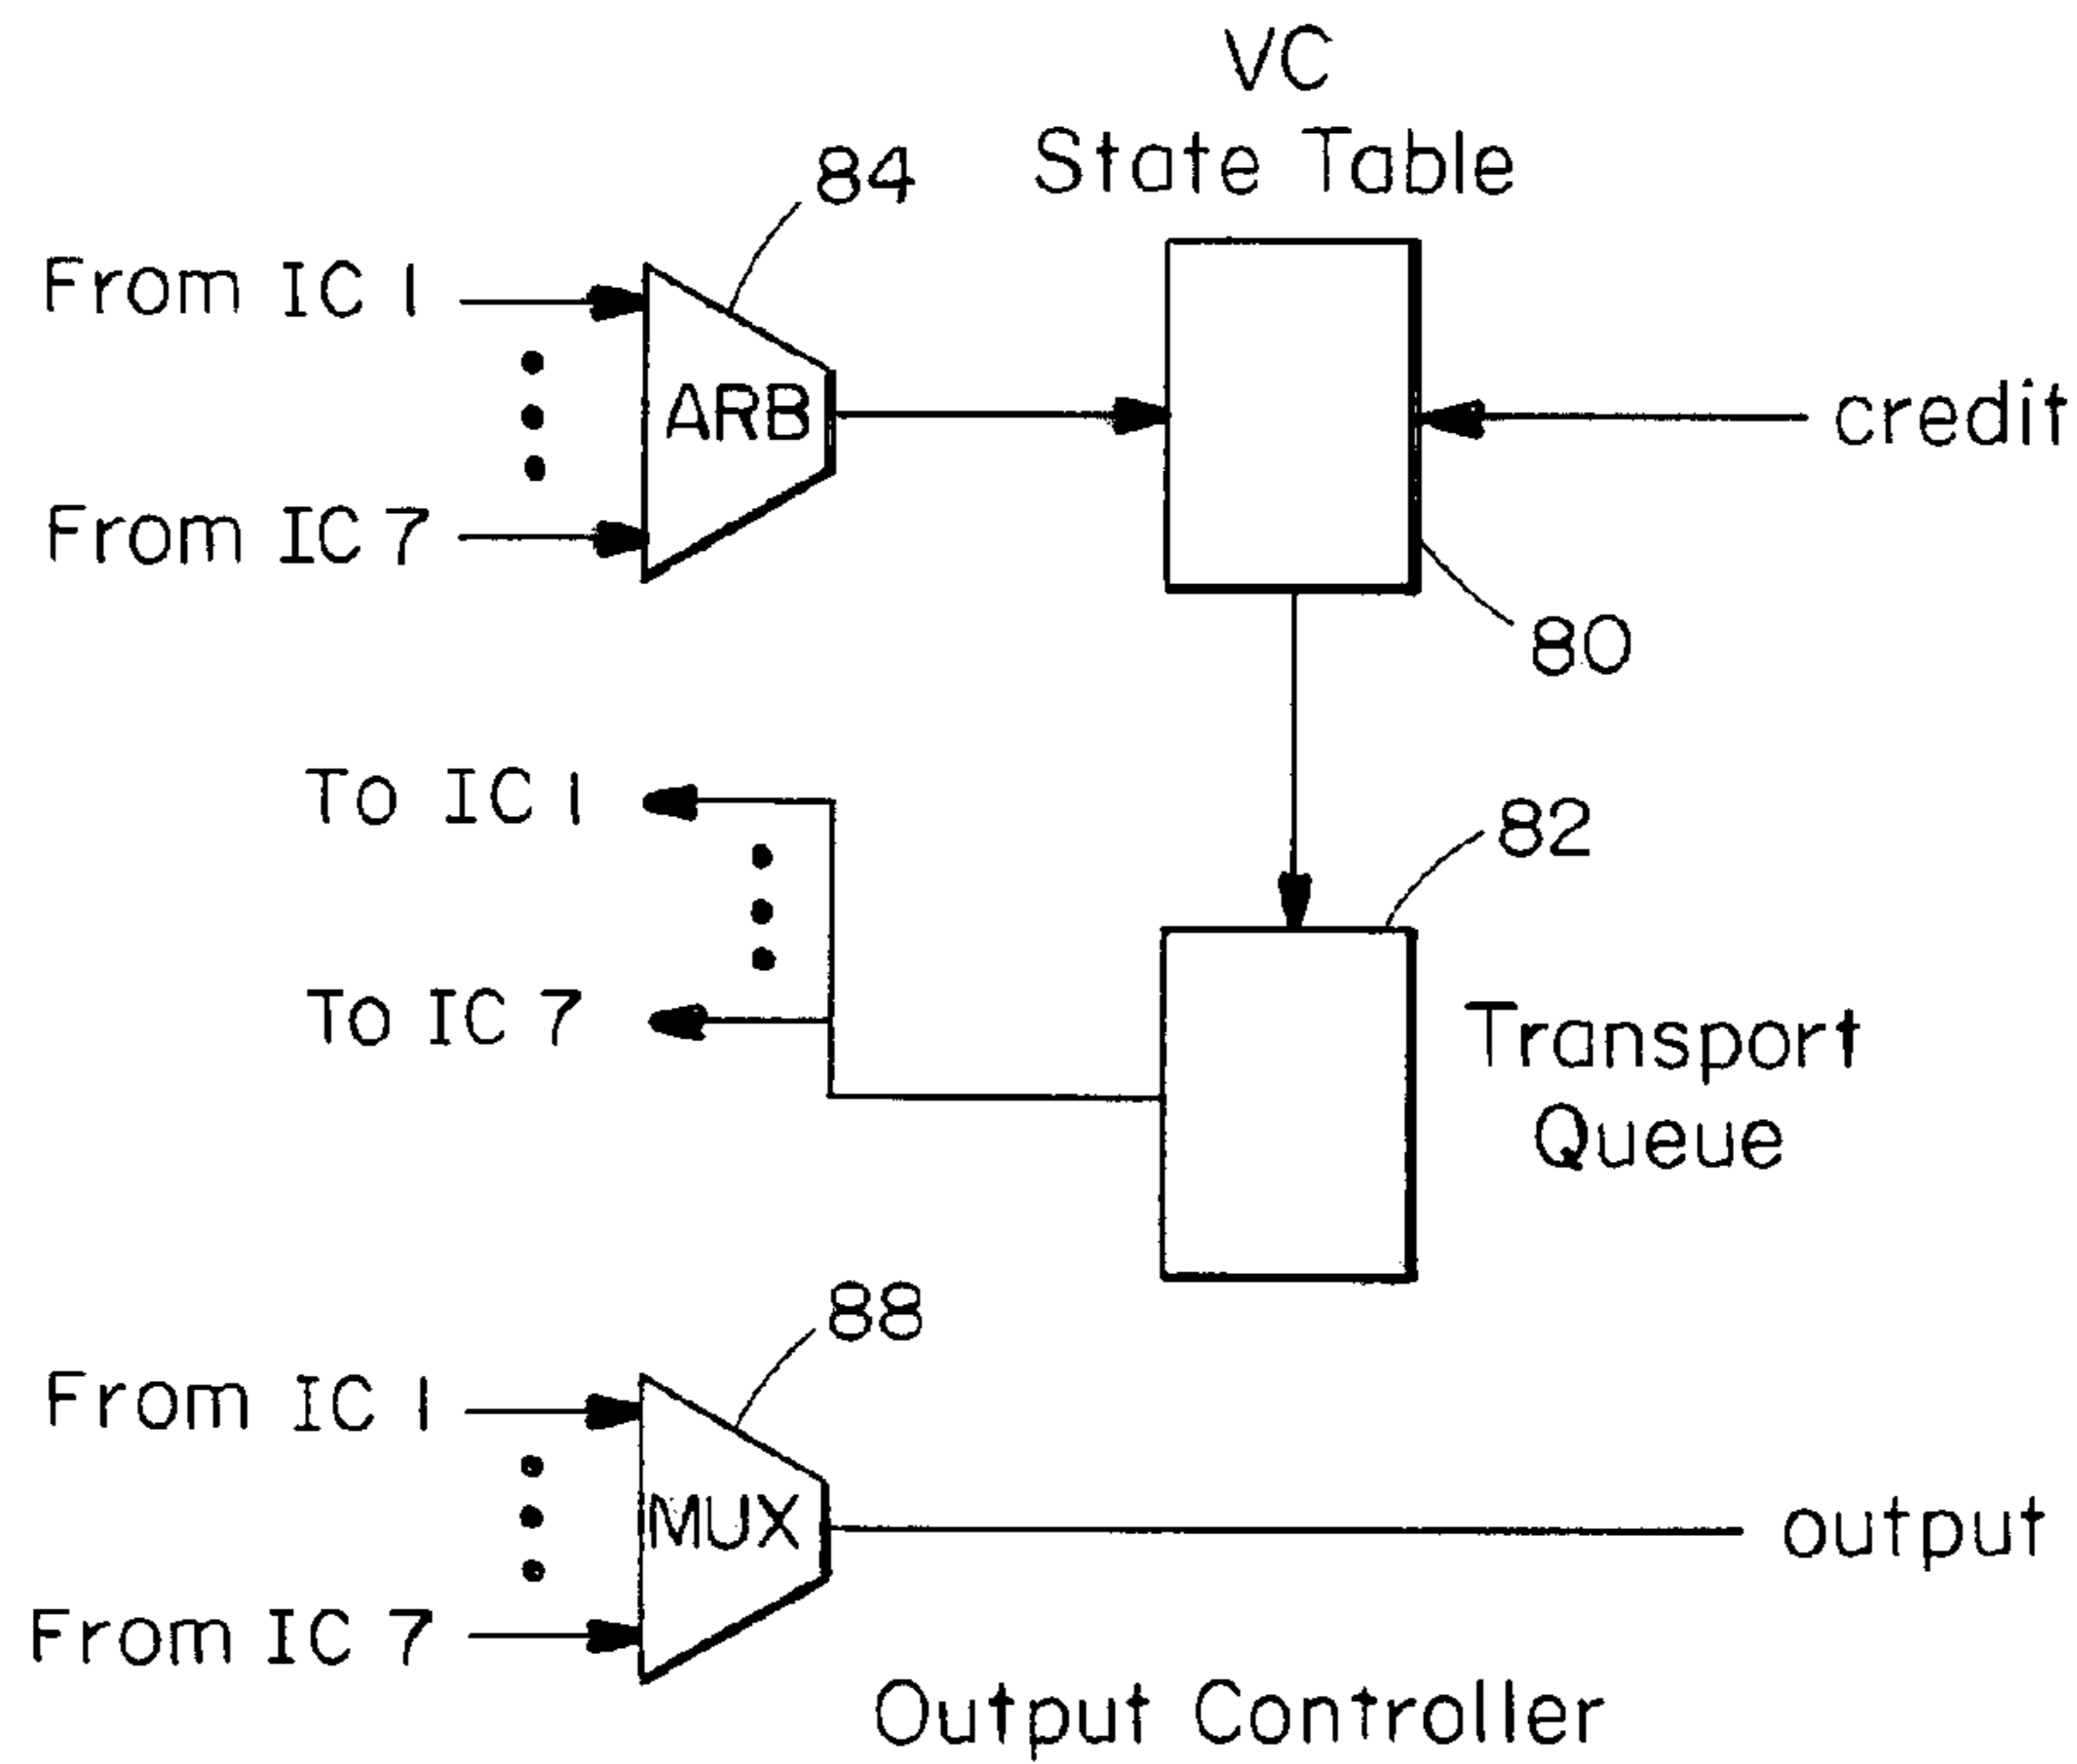 VC
State Table
84
From IC 1
ARB
credit
From IC 7
80
To IC 1
82
To IC 7
Transport
Queue
88
From IC 1
MUX
output
From IC 7
Output Controller